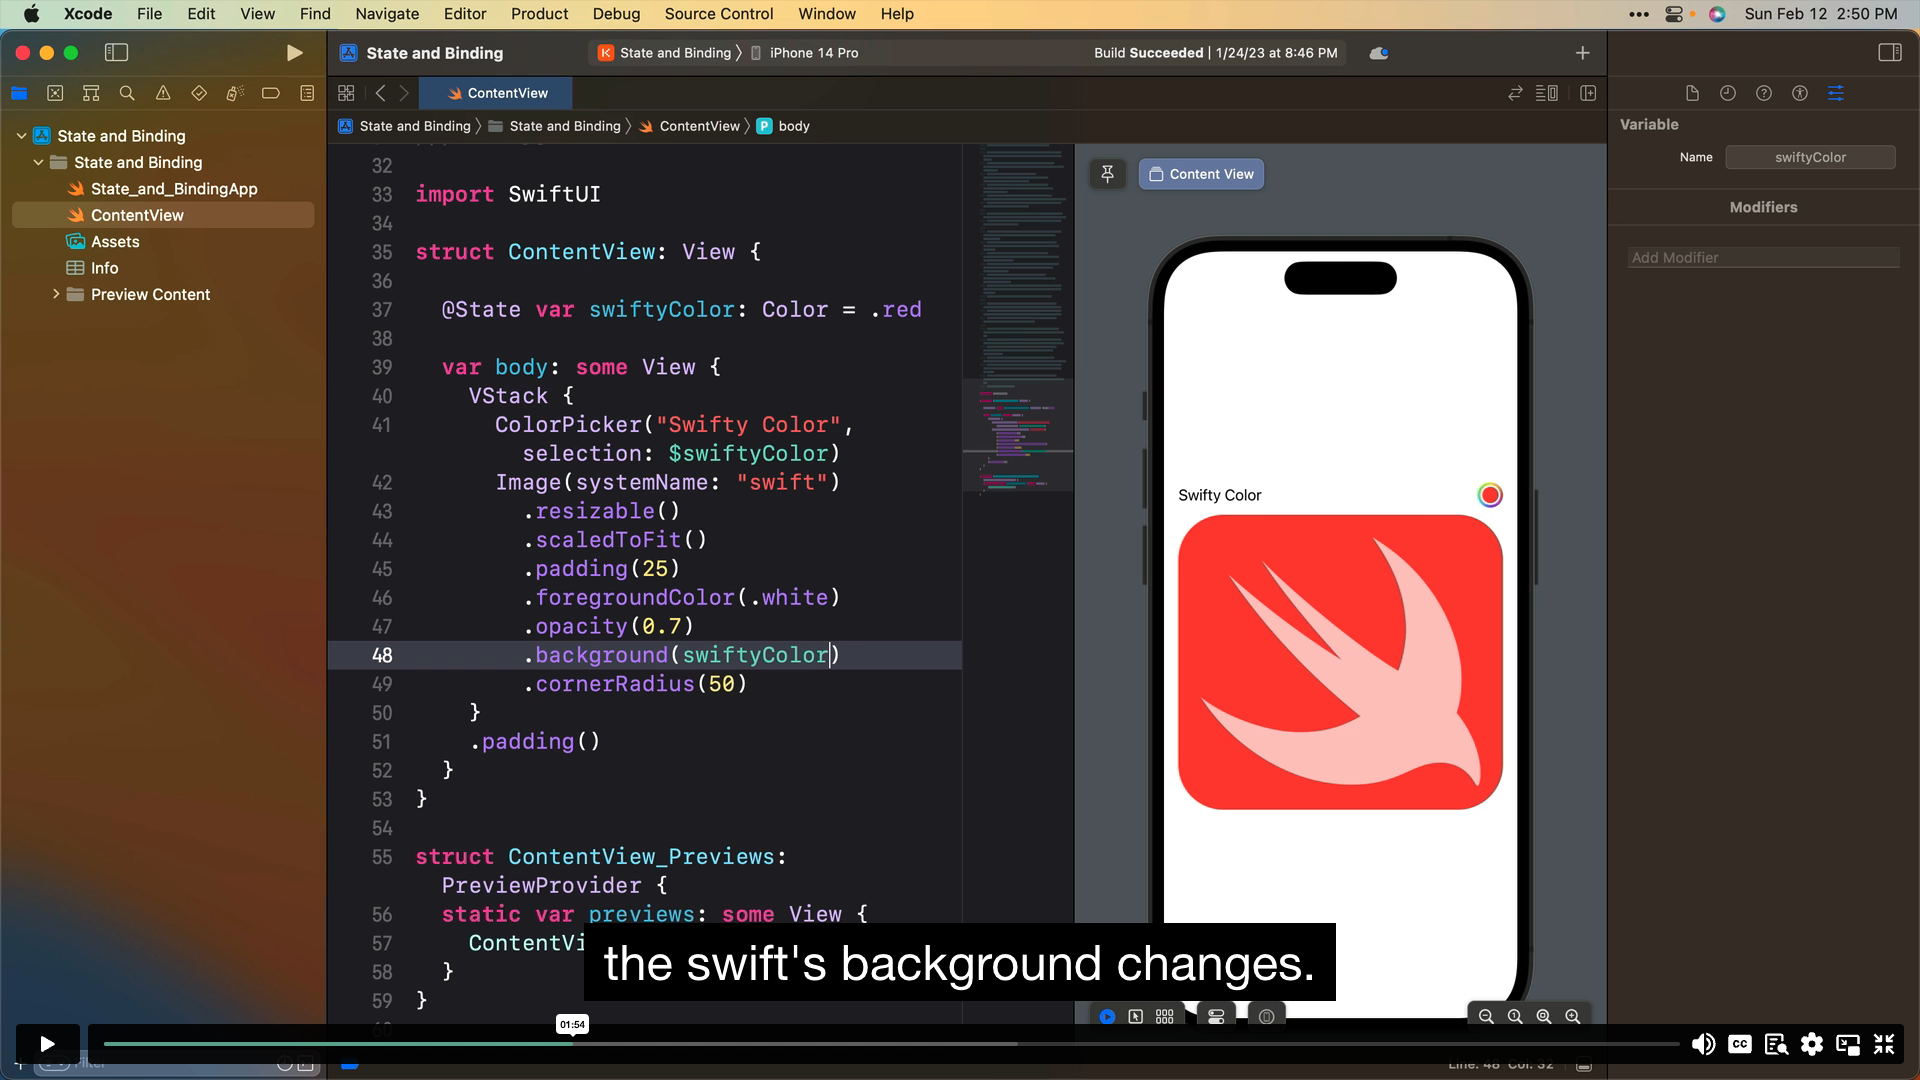 Xcode File Edit View Find Navigate Editor Product Debug Source Control Window Help
Sun Feb 12 2:50 PM
State and Binding
State and Binding 〉 iPhone 14 Pro
Build Succeeded | 1/24/23 at 8:46 PM
ContentView
State and Binding 〉 State and Binding 〉 ContentView 〉 P body
State and Binding
State and Binding
State_and_BindingApp
ContentView
Assets
Info
Preview Content
32
33 import SwiftUI
34
35 struct ContentView: View {
36
37 @State var swiftyColor: Color = .red
38
39 var body: some View {
40 VStack {
41 ColorPicker("Swifty Color",
selection: $swiftyColor)
42 Image(systemName: "swift")
43 .resizable()
44 .scaledToFit()
45 .padding(25)
46 .foregroundColor(.white)
47 .opacity(0.7)
48 .background(swiftyColor)
49 .cornerRadius(50)
50 }
51 .padding()
52 }
53 }
54
55 struct ContentView_Previews:
PreviewProvider {
56 static var previews: some View {
57 ContentVi
58 }
59 }
Content View
Swifty Color
Variable
Name swiftyColor
Modifiers
Add Modifier
the swift's background changes.
01:54
CC
Filter
Line: 48 Col: 32